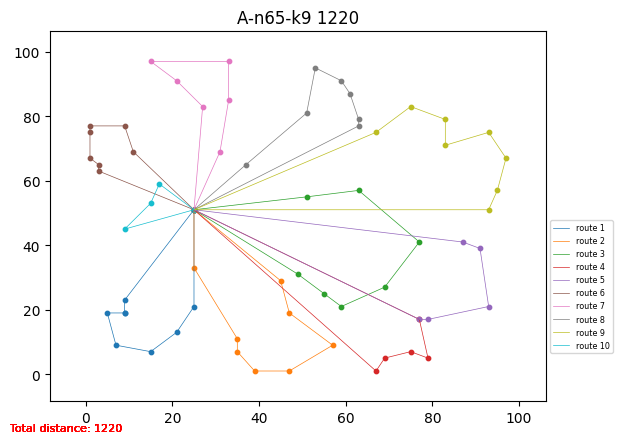 A-n65-k9 1220
100
80
60
40
20
0
0 20 40 60 80 100
route 1
route 2
route 3
route 4
route 5
route 6
route 7
route 8
route 9
route 10
Total distance: 1220